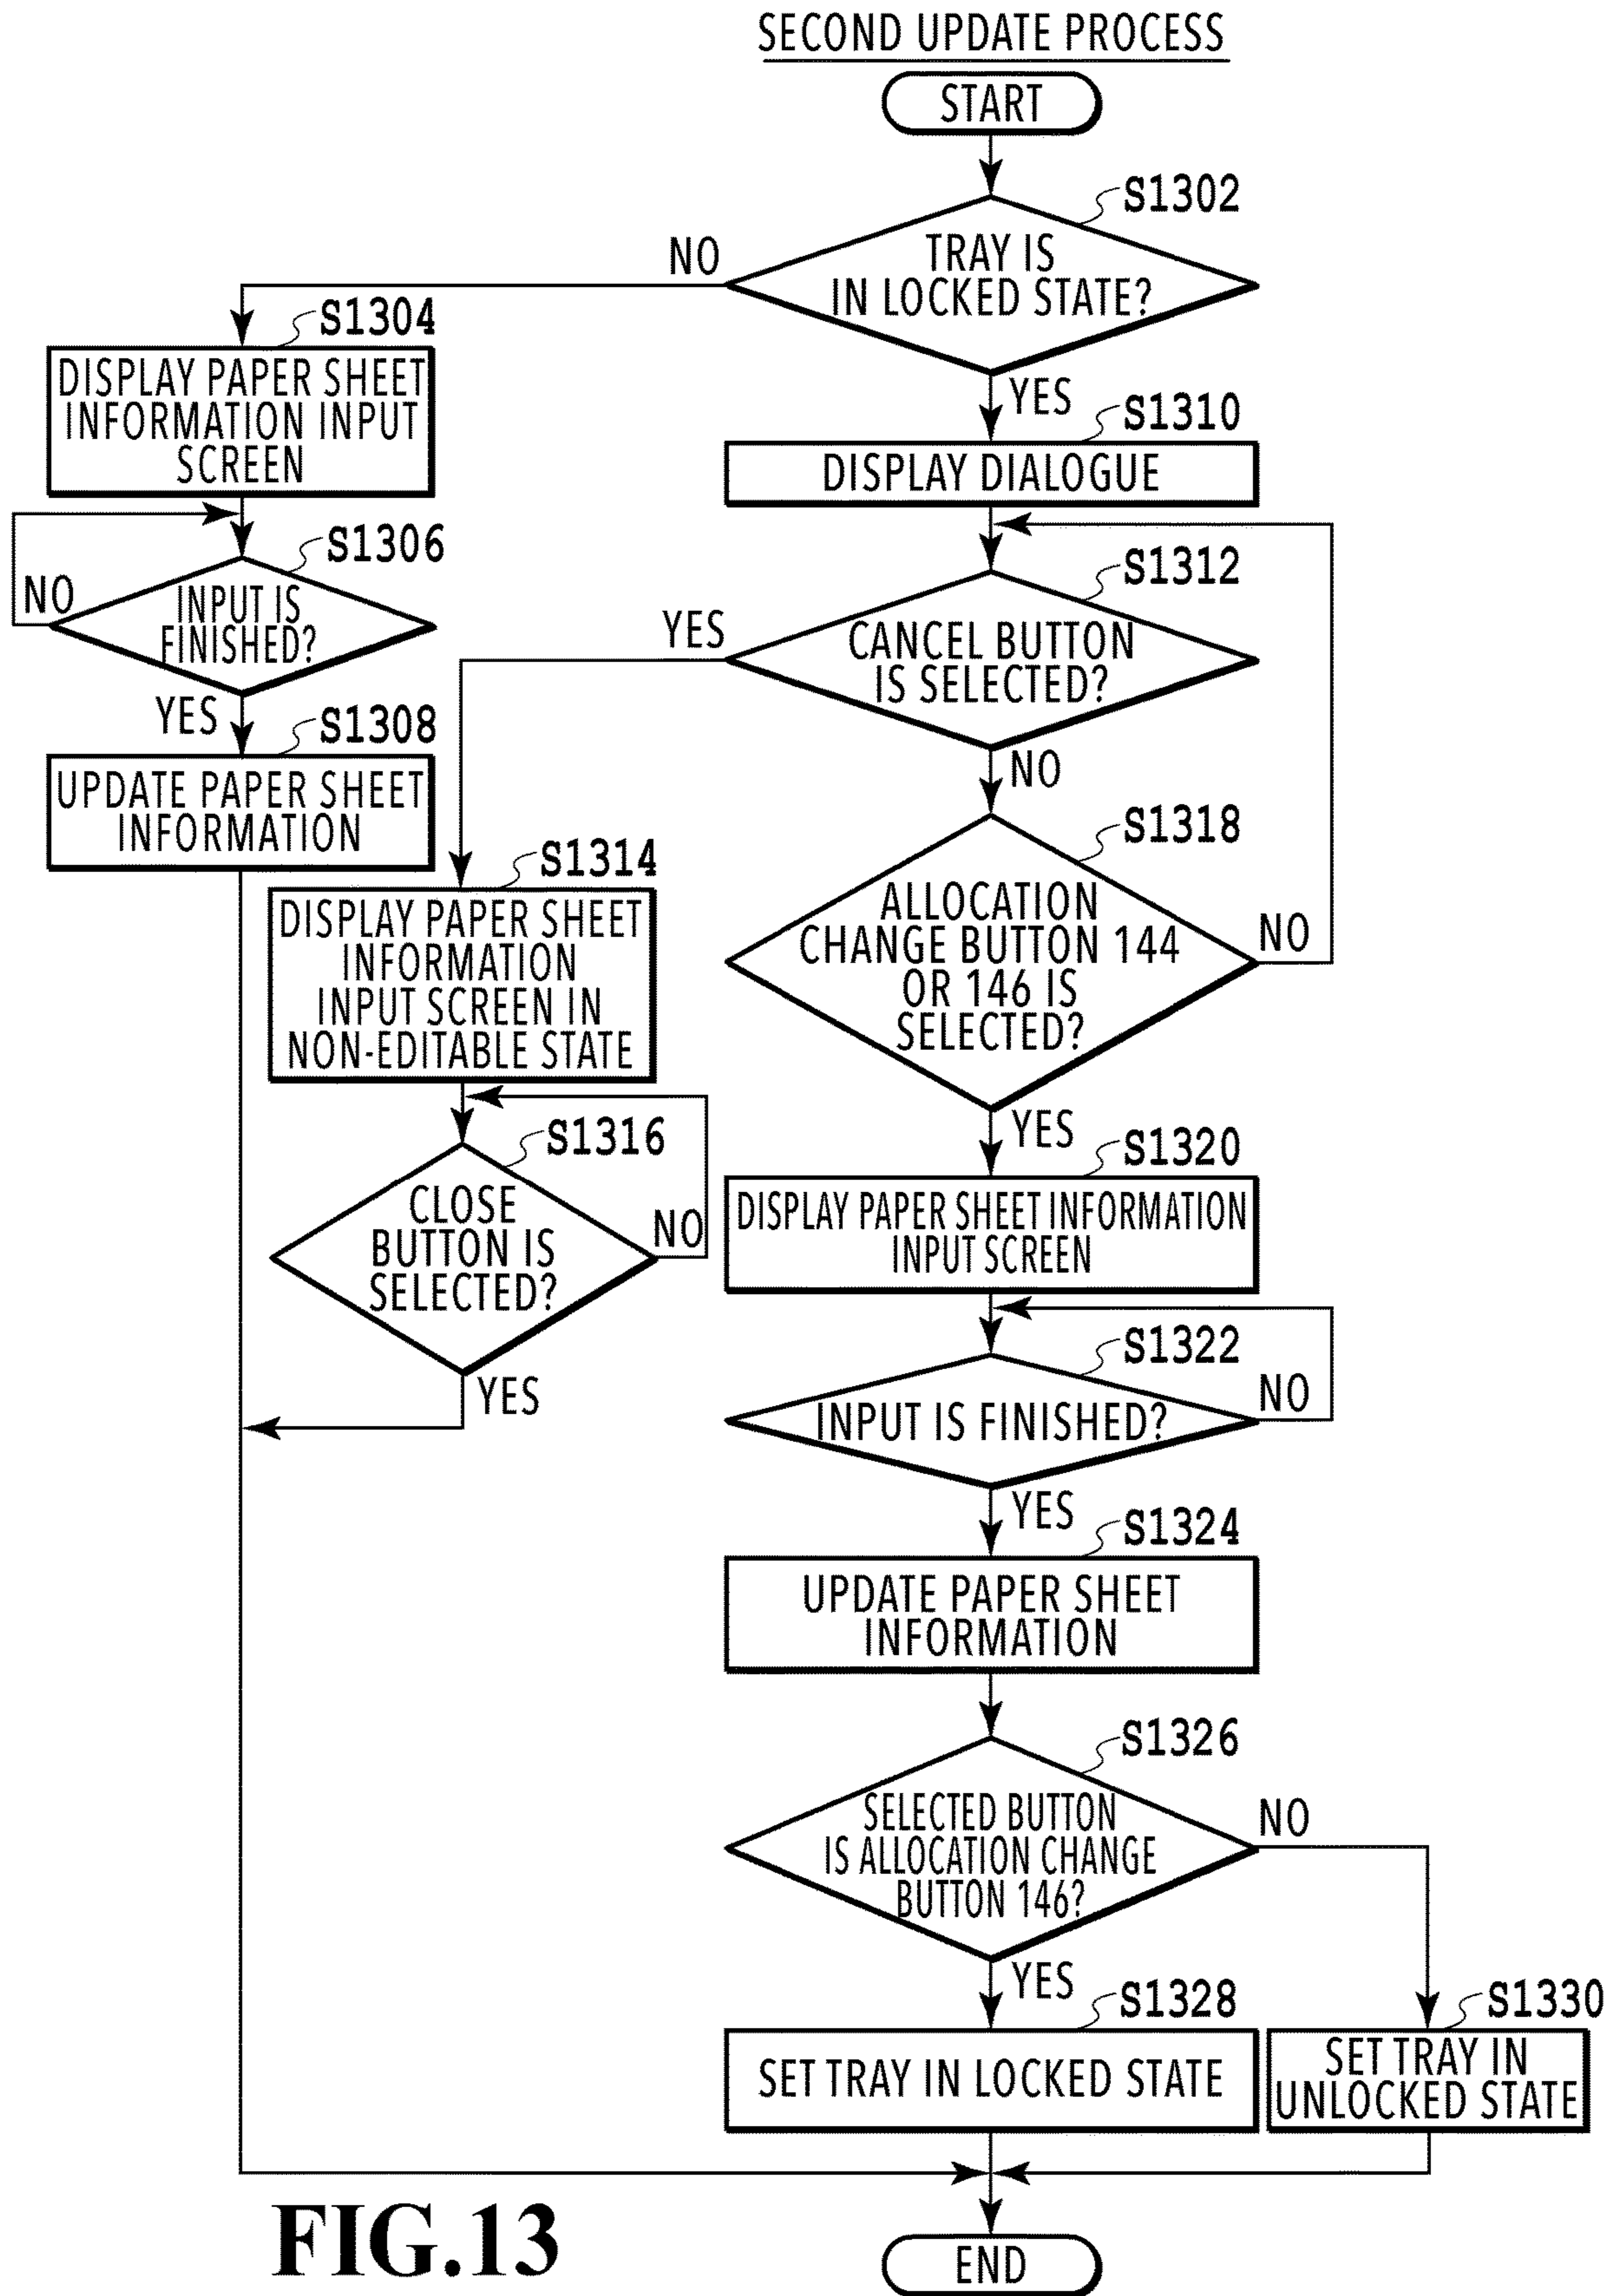 SECOND UPDATE PROCESS
START
S1302
TRAY IS
IN LOCKED STATE?
NO
YES
S1304
DISPLAY PAPER SHEET
INFORMATION INPUT
SCREEN
S1306
INPUT IS
FINISHED?
NO
YES
S1308
UPDATE PAPER SHEET
INFORMATION
S1310
DISPLAY DIALOGUE
S1312
CANCEL BUTTON
IS SELECTED?
YES
NO
S1314
DISPLAY PAPER SHEET
INFORMATION
INPUT SCREEN IN
NON-EDITABLE STATE
S1316
CLOSE
BUTTON IS
SELECTED?
NO
YES
S1318
ALLOCATION
CHANGE BUTTON 144
OR 146 IS
SELECTED?
NO
YES
S1320
DISPLAY PAPER SHEET INFORMATION
INPUT SCREEN
S1322
INPUT IS FINISHED?
NO
YES
S1324
UPDATE PAPER SHEET
INFORMATION
S1326
SELECTED BUTTON
IS ALLOCATION CHANGE
BUTTON 146?
NO
YES
S1328
SET TRAY IN LOCKED STATE
S1330
SET TRAY IN
UNLOCKED STATE
END
FIG.13